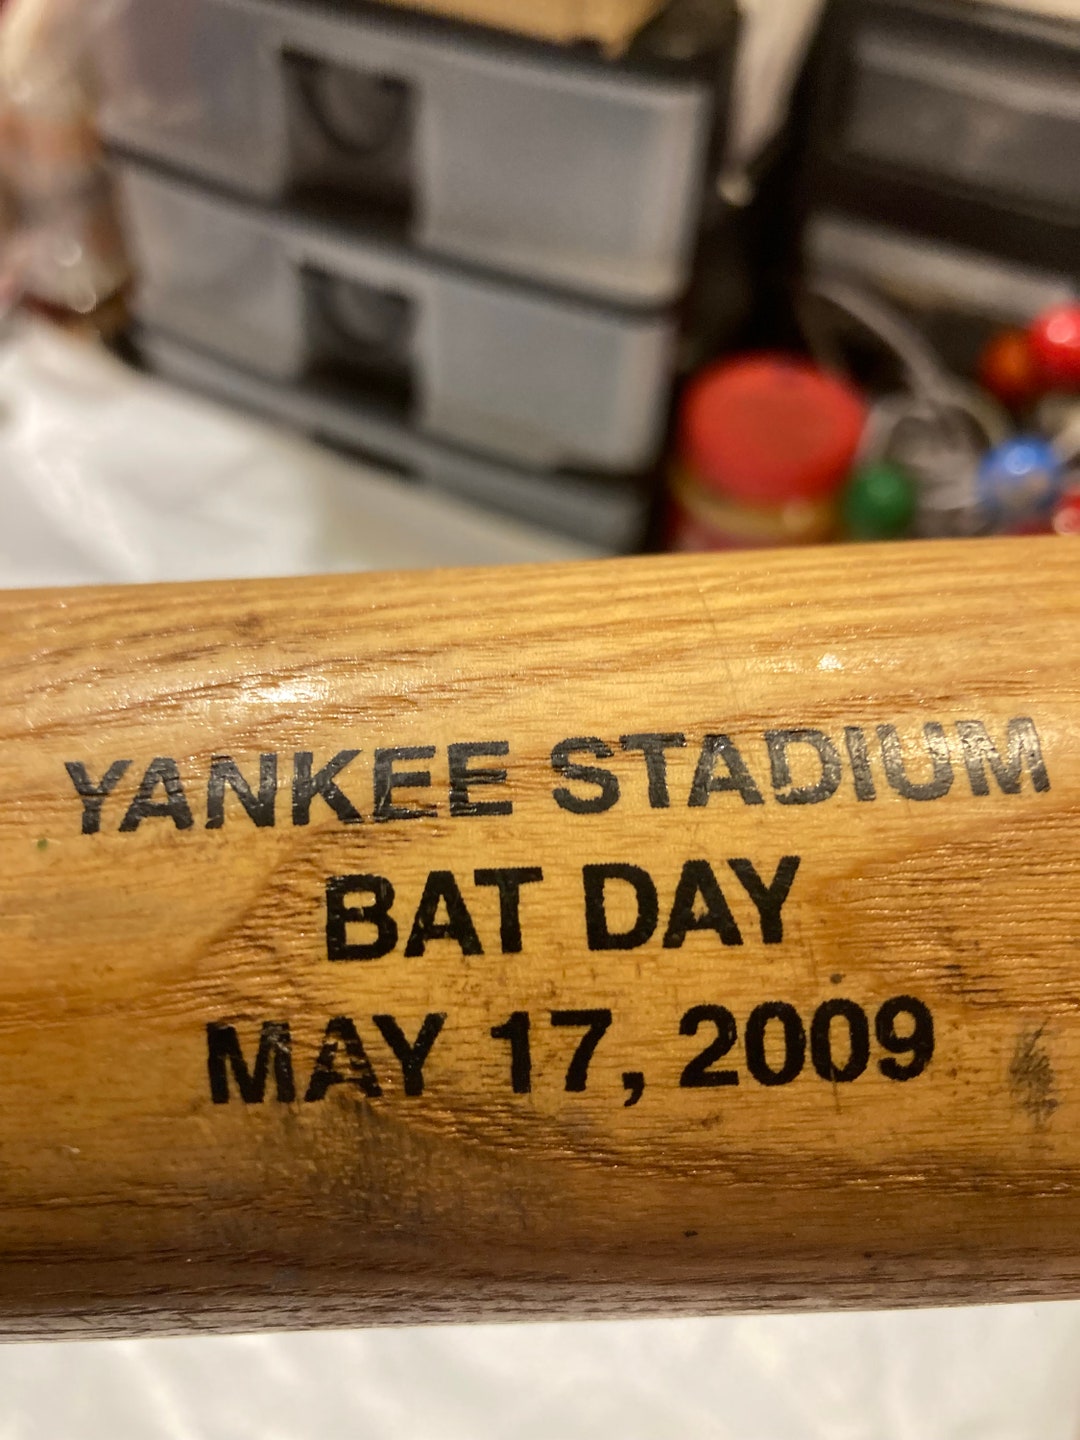 YANKEE STADIUM
BAT DAY
MAY 17, 2009